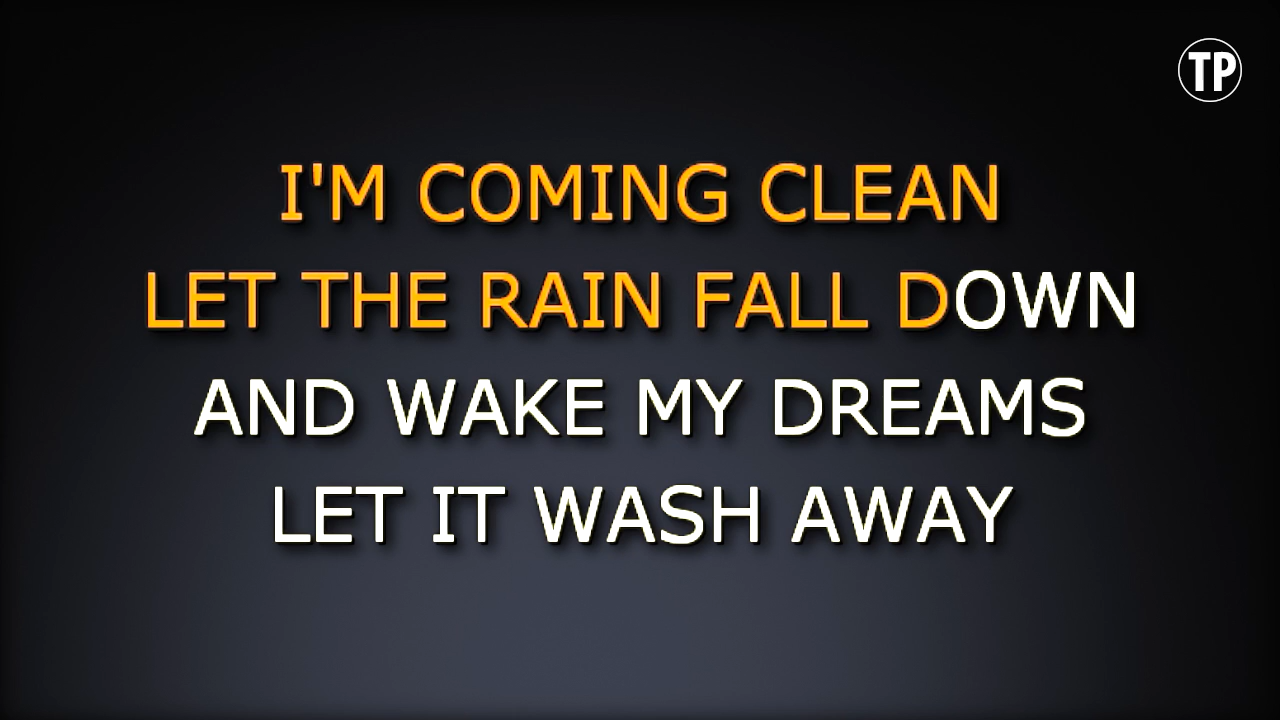 TP
I'M COMING CLEAN
LET THE RAIN FALL DOWN
AND WAKE MY DREAMS
LET IT WASH AWAY